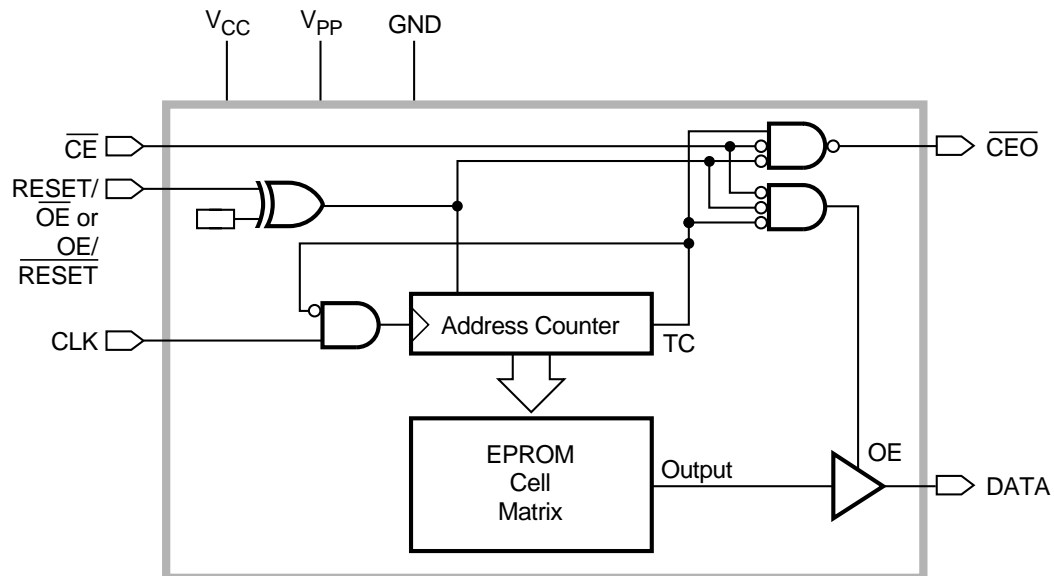 VCC
VPP
GND
CE
CEO
RESET/
OE or
OE/
RESET
CLK
Address Counter
TC
EPROM
Cell
Matrix
Output
OE
DATA